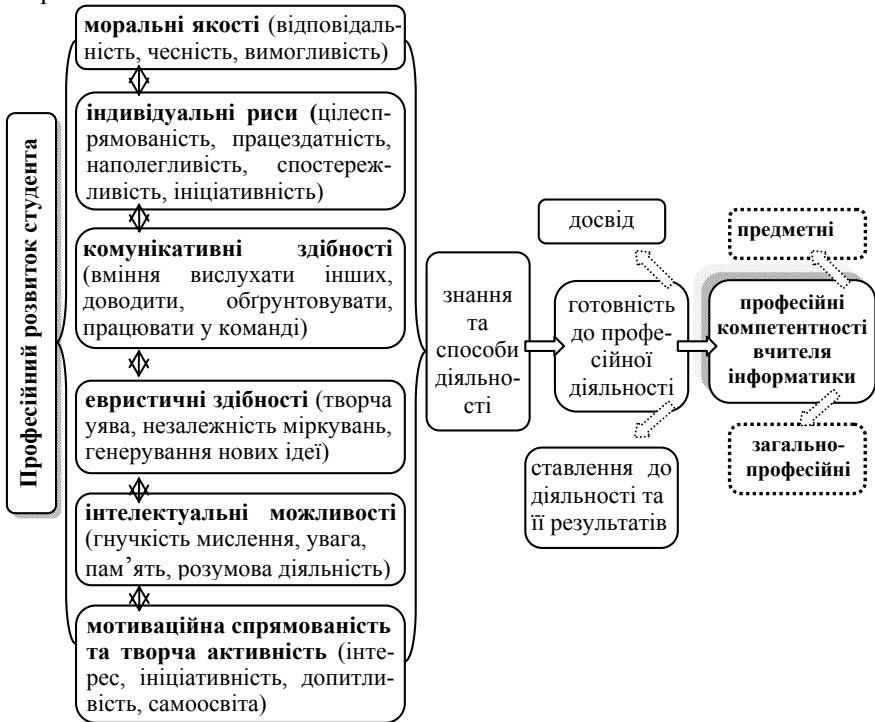 Професійний розвиток студента
моральні якості (відповідаль-
ність, чесність, вимогливість)
індивідуальні риси (цілесп-
рямованість, працездатність,
наполегливість, спостереж-
ливість, ініціативність)
комунікативні здібності
(вміння вислухати інших,
доводити, обґрунтовувати,
працювати у команді)
евристичні здібності (творча
уява, незалежність міркувань,
генерування нових ідеї)
інтелектуальні можливості
(гнучкість мислення, увага,
пам’ять, розумова діяльність)
мотиваційна спрямованість
та творча активність (інте-
рес, ініціативність, допитли-
вість, самоосвіта)
знання
та
способи
діяльно-
сті
досвід
готовність
до профе-
сійної
діяльності
ставлення до
діяльності та
її результатів
предметні
професійні
компетентності
вчителя
інформатики
загально-
професійні